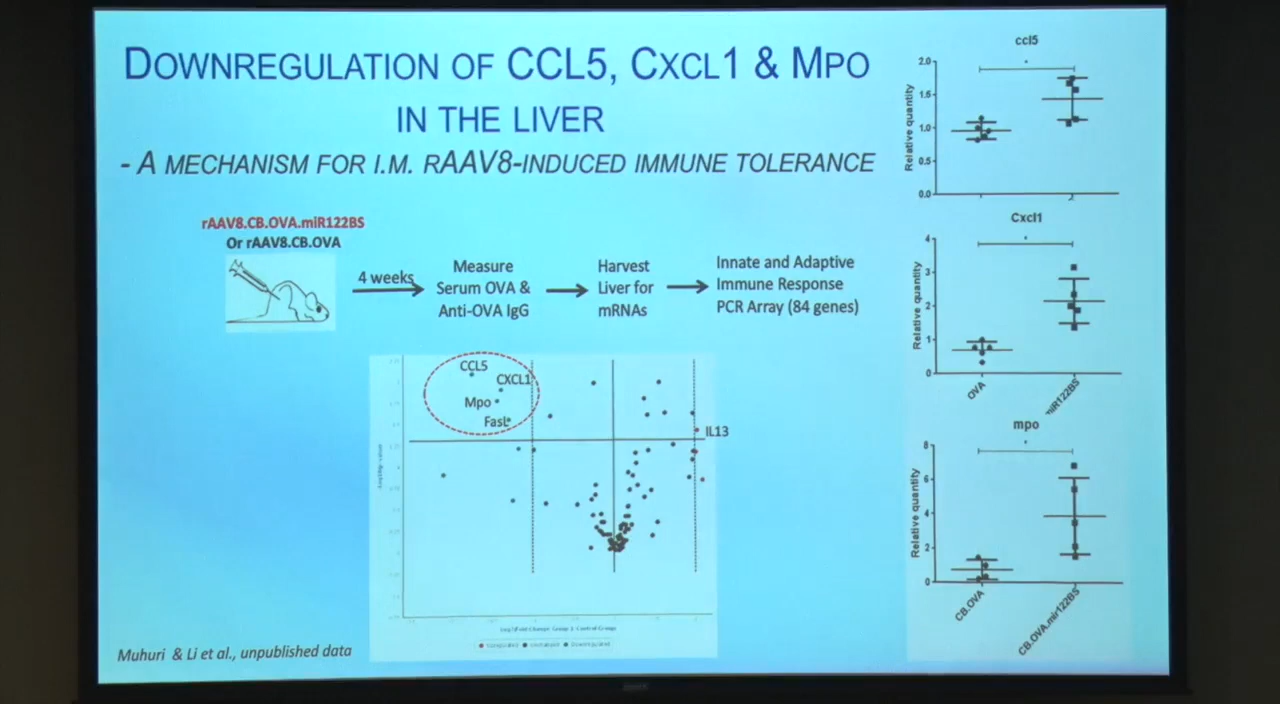 DOWNREGULATION OF CCL5, CXCL1 & MPO
IN THE LIVER
- A MECHANISM FOR I.M. RAAV8-INDUCED IMMUNE TOLERANCE
rAAV8.CB.OVA.miR122BS
Or rAAV8.CB.OVA
4 weeks
Measure
Serum OVA &
Anti-OVA IgG
Harvest
Liver for
mRNAs
Innate and Adaptive
Immune Response
PCR Array (84 genes)
CCL5
CXCL1
Mpo
FasL
IL13
Muhuri & Li et al., unpublished data
ccl5
Relative quantity
2.0
1.5
1.0
0.5
0.0
Cxcl1
Relative quantity
4
3
2
1
0
OVA
miR122BS
mpo
Relative quantity
8
6
4
2
0
CB.OVA
CB.OVA.mir122BS